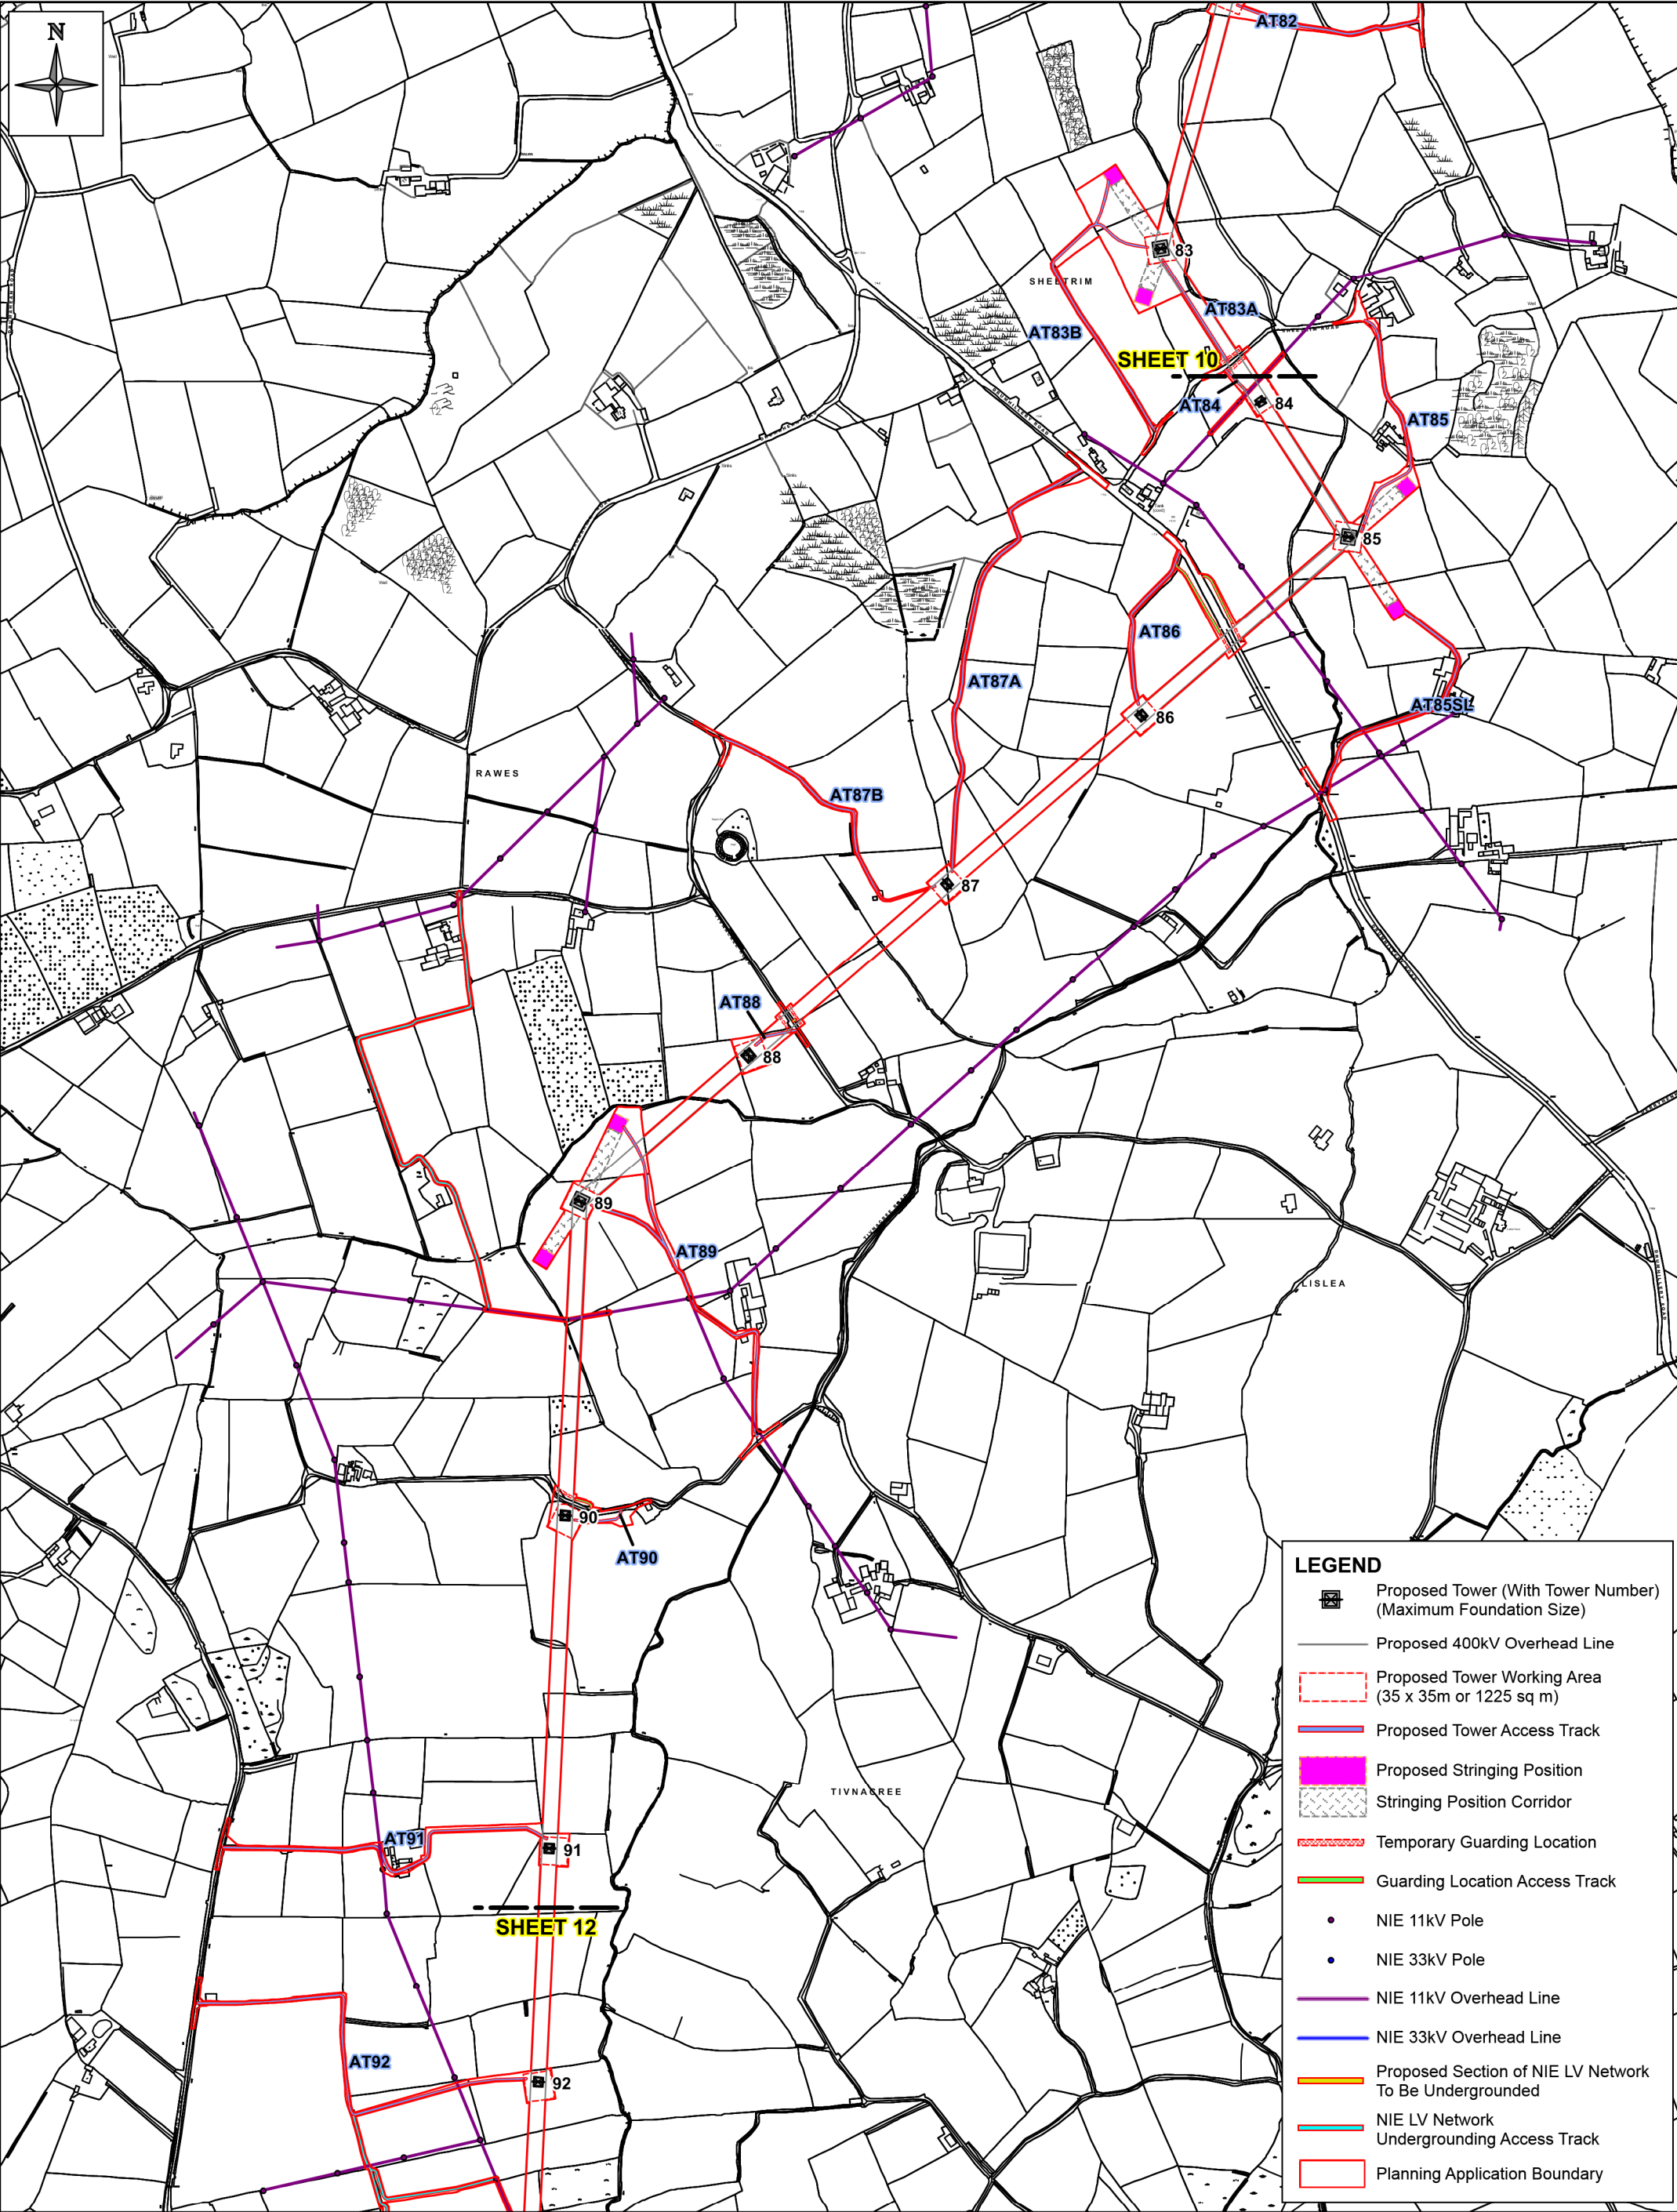 N
AT82
83
SHELTRIM
AT83A
AT83B
SHEET 10
84
AT84
AT85
85
AT86
AT87A
86
AT85SL
RAWES
AT87B
87
AT88
88
89
AT89
LISLEA
90
AT90
TIVNACREE
AT91
91
SHEET 12
AT92
92
LEGEND
Proposed Tower (With Tower Number)
(Maximum Foundation Size)
Proposed 400kV Overhead Line
Proposed Tower Working Area
(35 x 35m or 1225 sq m)
Proposed Tower Access Track
Proposed Stringing Position
Stringing Position Corridor
Temporary Guarding Location
Guarding Location Access Track
NIE 11kV Pole
NIE 33kV Pole
NIE 11kV Overhead Line
NIE 33kV Overhead Line
Proposed Section of NIE LV Network
To Be Undergrounded
NIE LV Network
Undergrounding Access Track
Planning Application Boundary